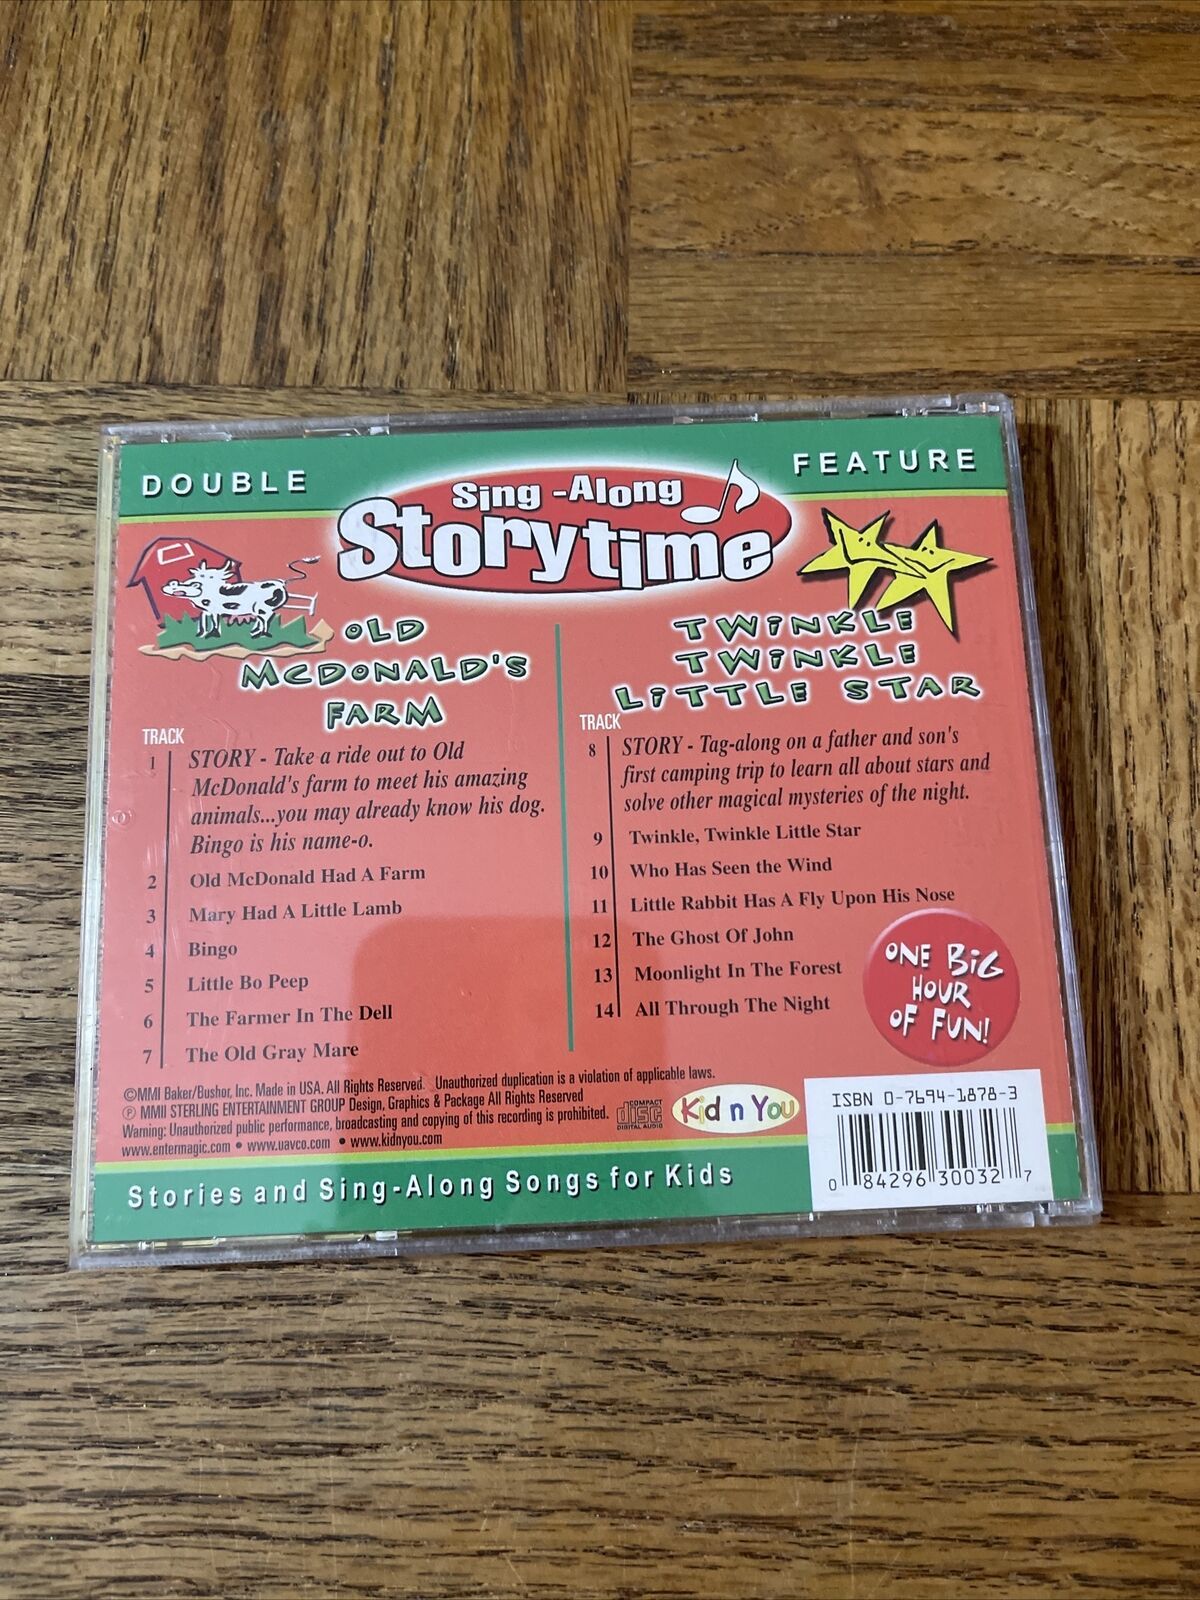 DOUBLE
FEATURE
Sing -Along
Storytime
OLD
MCDONALD'S
FARM
TRACK
1 STORY - Take a ride out to Old
McDonald's farm to meet his amazing
animals...you may already know his dog.
Bingo is his name-o.
2 Old McDonald Had A Farm
3 Mary Had A Little Lamb
4 Bingo
5 Little Bo Peep
6 The Farmer In The Dell
7 The Old Gray Mare
TWINKLE
TWINKLE
LITTLE STAR
TRACK
8 STORY - Tag-along on a father and son's
first camping trip to learn all about stars and
solve other magical mysteries of the night.
9 Twinkle, Twinkle Little Star
10 Who Has Seen the Wind
11 Little Rabbit Has A Fly Upon His Nose
12 The Ghost Of John
13 Moonlight In The Forest
14 All Through The Night
ONE BiG
HOUR
OF FUN!
©MMI Baker/Bushor, Inc. Made in USA. All Rights Reserved. Unauthorized duplication is a violation of applicable laws.
℗ MMII STERLING ENTERTAINMENT GROUP Design, Graphics & Package All Rights Reserved
Warning: Unauthorized public performance, broadcasting and copying of this recording is prohibited.
www.entermagic.com • www.uavco.com • www.kidnyou.com
COMPACT
disc
DIGITAL AUDIO
Kid n You
ISBN 0-7694-1878-3
0 84296 30032 7
Stories and Sing-Along Songs for Kids